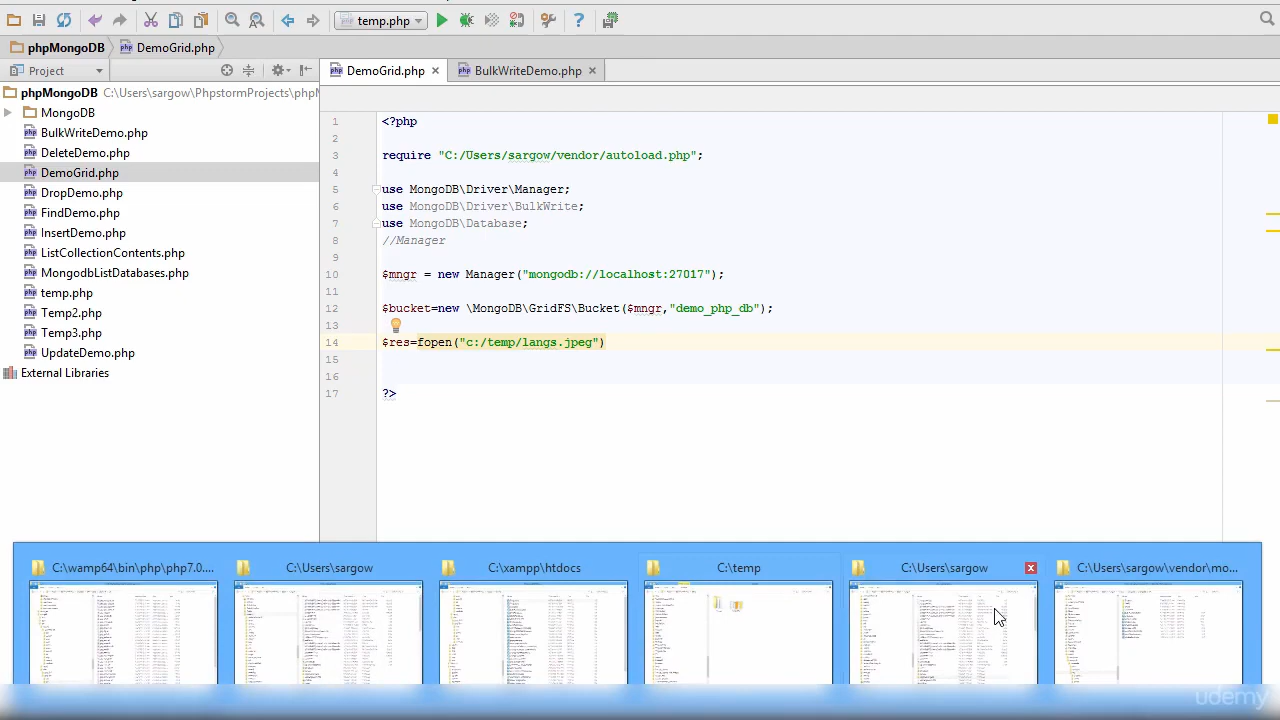 temp.php
phpMongoDB
DemoGrid.php
Project
DemoGrid.php
BulkWriteDemo.php
phpMongoDB C:\Users\sargow\PhpstormProjects\phpM
MongoDB
BulkWriteDemo.php
DeleteDemo.php
DemoGrid.php
DropDemo.php
FindDemo.php
InsertDemo.php
ListCollectionContents.php
MongodbListDatabases.php
temp.php
Temp2.php
Temp3.php
UpdateDemo.php
External Libraries
1 <?php
2
3 require "C:/Users/sargow/vendor/autoload.php";
4
5 use MongoDB\Driver\Manager;
6 use MongoDB\Driver\BulkWrite;
7 use MongoDB\Database;
8 //Manager
9
10 $mngr = new Manager("mongodb://localhost:27017");
11
12 $bucket=new \MongoDB\GridFS\Bucket($mngr,"demo_php_db");
13
14 $res=fopen("c:/temp/langs.jpeg")
15
16
17 ?>
C:\wamp64\bin\php\php7.0....
C:\Users\sargow
C:\xampp\htdocs
C:\temp
C:\Users\sargow
C:\Users\sargow\vendor\mo...
udemy